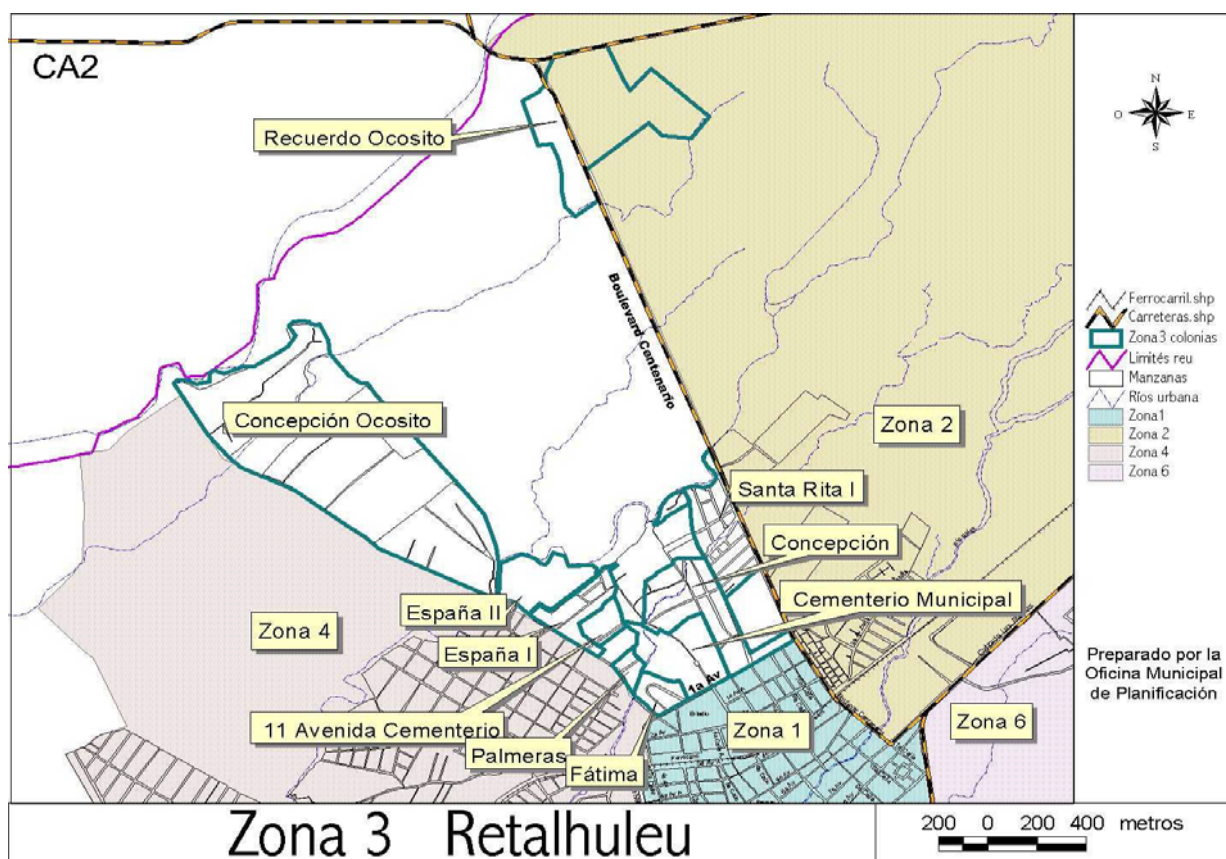 CA2
N
O E
S
Recuerdo Ocosito
Boulevard Centenario
Ferrocarril.shp
Carreteras.shp
Zona3 colonias
Limités reu
Manzanas
Ríos urbana
Zona1
Zona 2
Zona 4
Zona 6
Concepción Ocosito
Zona 2
Santa Rita I
Concepción
Cementerio Municipal
España II
Zona 4
España I
1a Av
Preparado por la
Oficina Municipal
de Planificación
11 Avenida Cementerio
Zona 1
Zona 6
Palmeras
Fátima
Zona 3 Retalhuleu
200 0 200 400 metros